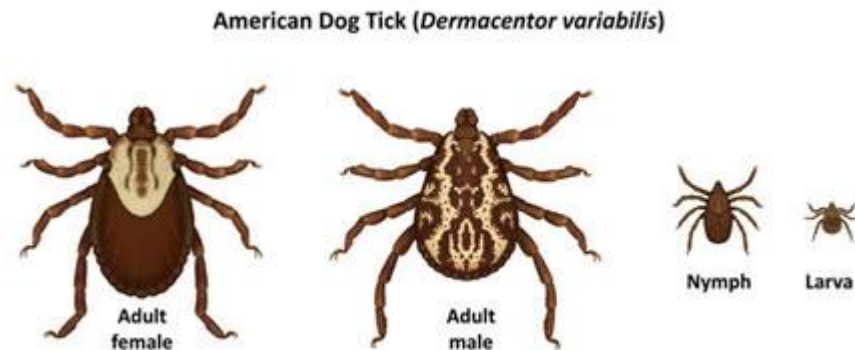 American Dog Tick (Dermacentor variabilis)
Adult
female
Adult
male
Nymph
Larva